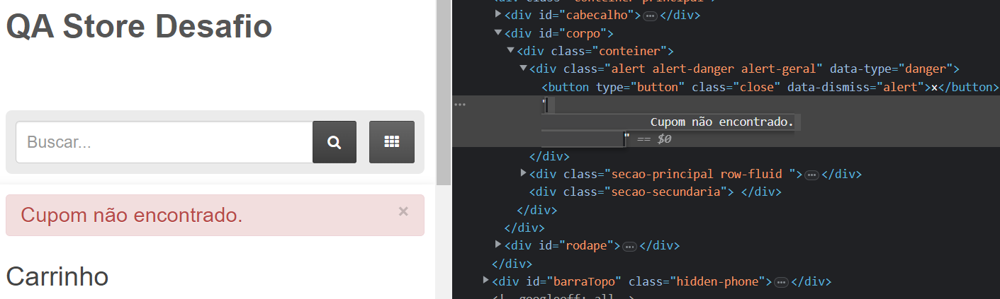 QA Store Desafio
Buscar...
Cupom não encontrado. ×
Carrinho
<div id="cabecalho">…</div>
<div id="corpo">
<div class="conteiner">
<div class="alert alert-danger alert-geral" data-type="danger">
<button type="button" class="close" data-dismiss="alert">×</button>
…
"
Cupom não encontrado.
" == $0
</div>
<div class="secao-principal row-fluid ">…</div>
<div class="secao-secundaria"> </div>
</div>
</div>
<div id="rodape">…</div>
</div>
<div id="barraTopo" class="hidden-phone">…</div>